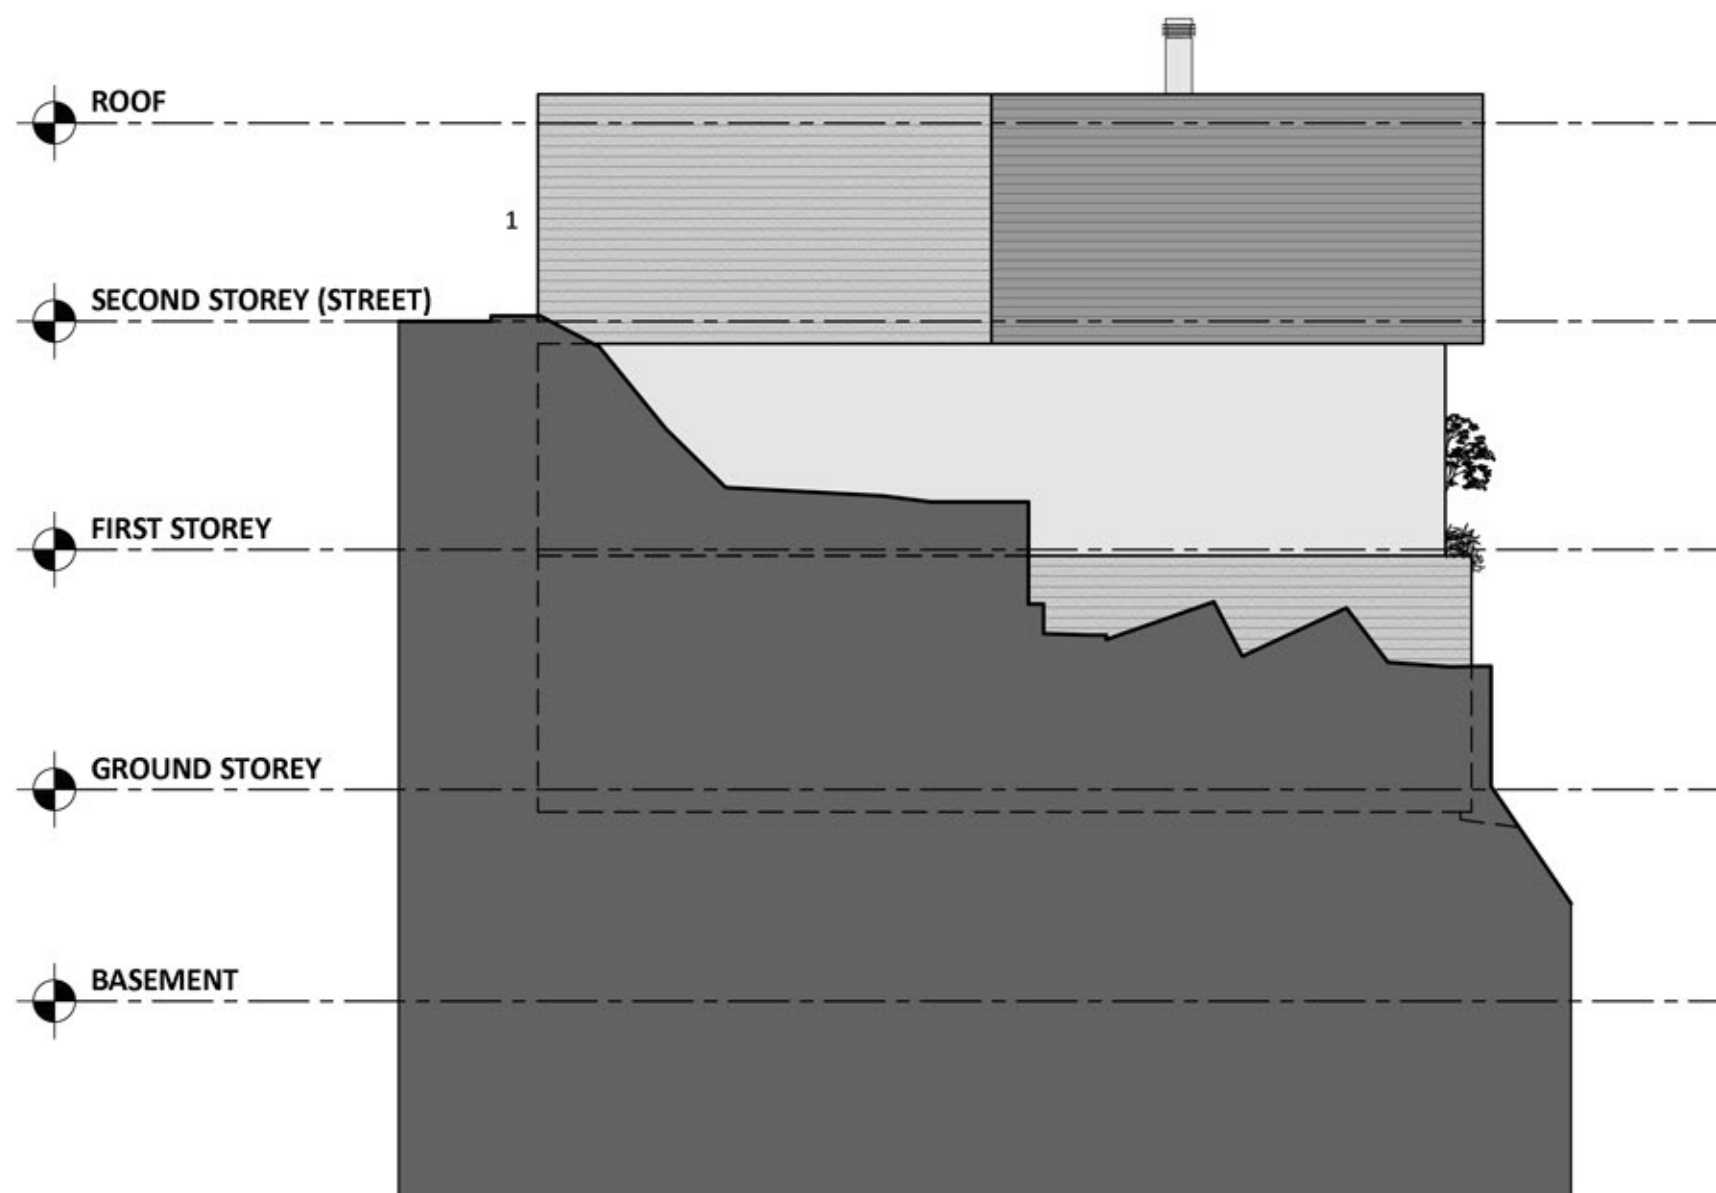 ROOF
1
SECOND STOREY (STREET)
FIRST STOREY
GROUND STOREY
BASEMENT